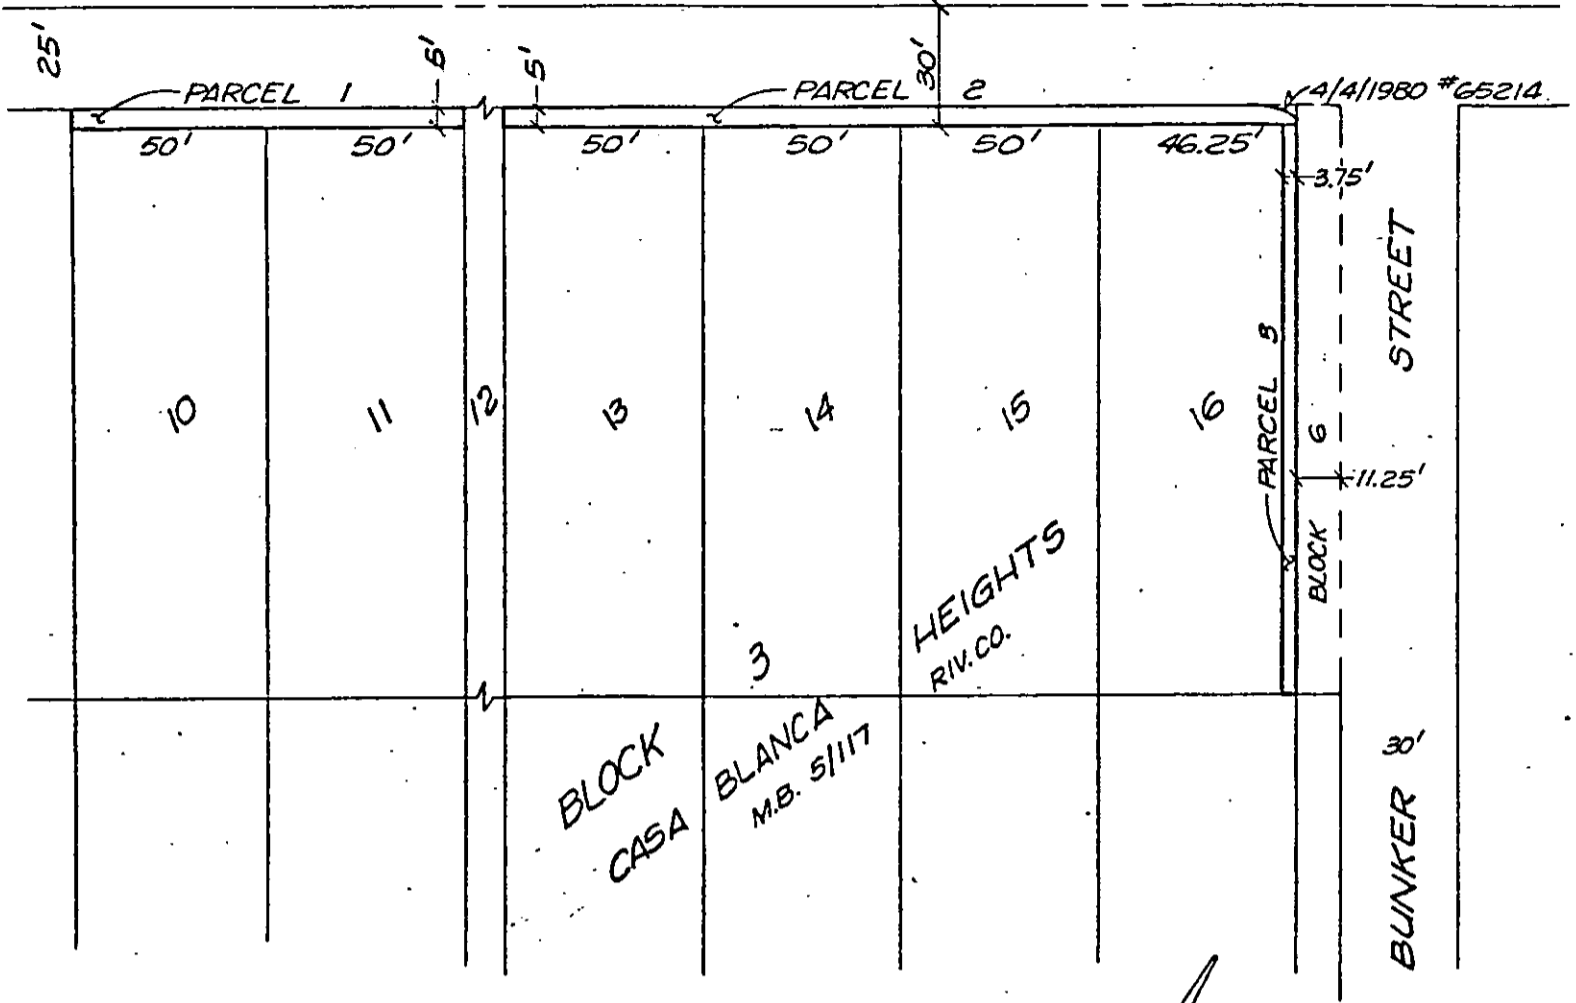 25'
5'
5'
30'
PARCEL 1
PARCEL 2
4/4/1980 #65214
50'
50'
50'
50'
50'
46.25'
3.75'
STREET
PARCEL 3
10
11
12
13
14
15
16
BLOCK 6
11.25'
HEIGHTS
RIV. CO.
BLOCK 3
CASA BLANCA
M.B. 5/117
BUNKER 30'